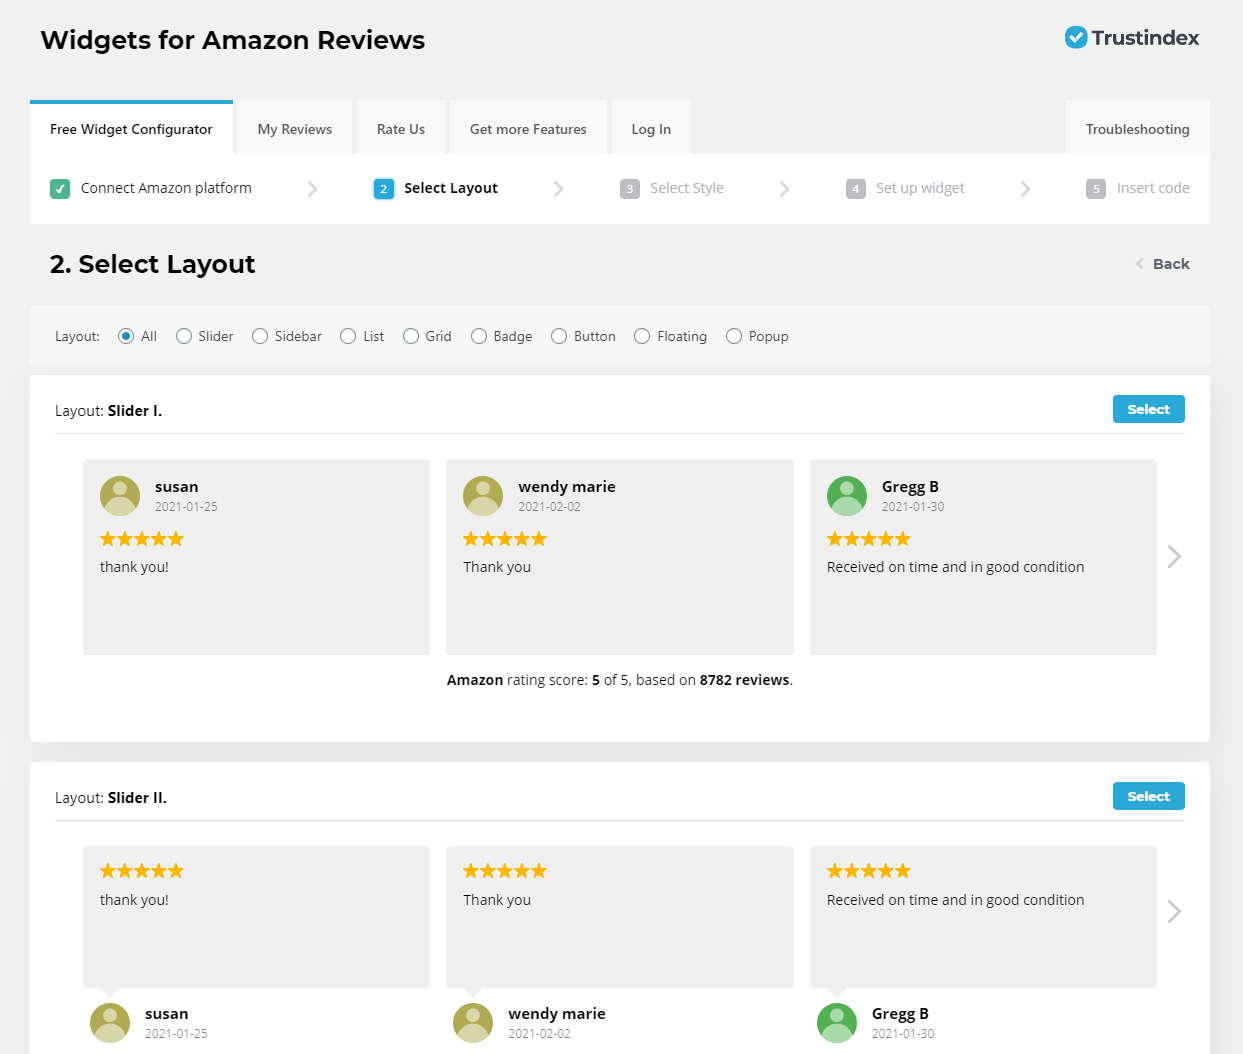 Widgets for Amazon Reviews
Trustindex
Free Widget Configurator
My Reviews
Rate Us
Get more Features
Log In
Troubleshooting
Connect Amazon platform
2 Select Layout
3 Select Style
4 Set up widget
5 Insert code
2. Select Layout
Back
Layout: All Slider Sidebar List Grid Badge Button Floating Popup
Layout: Slider I.
Select
susan
2021-01-25
thank you!
wendy marie
2021-02-02
Thank you
Gregg B
2021-01-30
Received on time and in good condition
Amazon rating score: 5 of 5, based on 8782 reviews.
Layout: Slider II.
Select
thank you!
susan
2021-01-25
Thank you
wendy marie
2021-02-02
Received on time and in good condition
Gregg B
2021-01-30